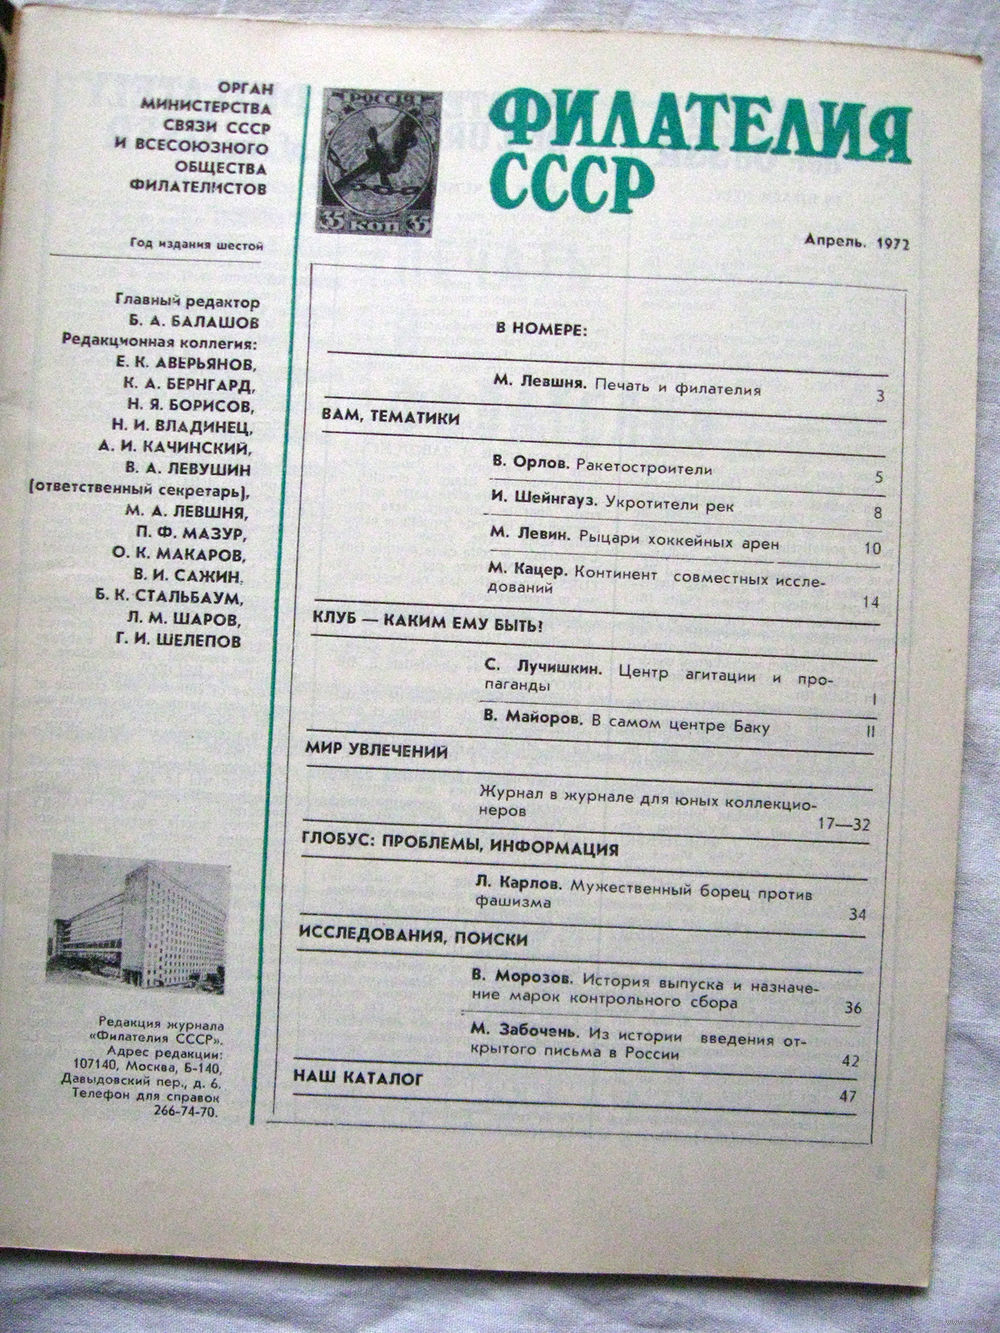 ОРГАН
МИНИСТЕРСТВА
СВЯЗИ СССР
И ВСЕСОЮЗНОГО
ОБЩЕСТВА
ФИЛАТЕЛИСТОВ
Год издания шестой
Главный редактор
Б. А. БАЛАШОВ
Редакционная коллегия:
Е. К. АВЕРЬЯНОВ,
К. А. БЕРНГАРД,
Н. Я. БОРИСОВ,
Н. И. ВЛАДИНЕЦ,
А. И. КАЧИНСКИЙ,
В. А. ЛЕВУШИН
(ответственный секретарь),
М. А. ЛЕВШНЯ,
П. Ф. МАЗУР,
О. К. МАКАРОВ,
В. И. САЖИН,
Б. К. СТАЛЬБАУМ,
Л. М. ШАРОВ,
Г. И. ШЕЛЕПОВ
Редакция журнала
«Филателия СССР».
Адрес редакции:
107140, Москва, Б-140,
Давыдовский пер., д. 6.
Телефон для справок
266-74-70.
РОССІЯ
35 КОП 35
ФИЛАТЕЛИЯ
СССР
Апрель. 1972
В НОМЕРЕ:
М. Левшня. Печать и филателия 3
ВАМ, ТЕМАТИКИ
В. Орлов. Ракетостроители 5
И. Шейнгауз. Укротители рек 8
М. Левин. Рыцари хоккейных арен 10
М. Кацер. Континент совместных иссле-
дований 14
КЛУБ — КАКИМ ЕМУ БЫТЬ?
С. Лучишкин. Центр агитации и про-
паганды I
В. Майоров. В самом центре Баку II
МИР УВЛЕЧЕНИЙ
Журнал в журнале для юных коллекцио-
неров 17—32
ГЛОБУС: ПРОБЛЕМЫ, ИНФОРМАЦИЯ
Л. Карлов. Мужественный борец против
фашизма 34
ИССЛЕДОВАНИЯ, ПОИСКИ
В. Морозов. История выпуска и назначе-
ние марок контрольного сбора 36
М. Забочень. Из истории введения от-
крытого письма в России 42
НАШ КАТАЛОГ 47